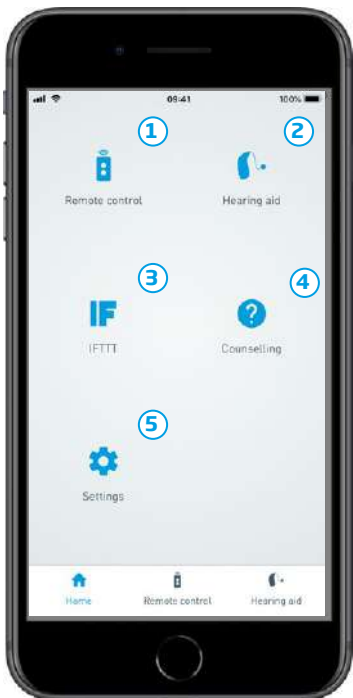 09:41 100%
1 2
Remote control Hearing aid
3 4
IF
IFTTT Counselling
?
5
Settings
Home Remote control Hearing aid